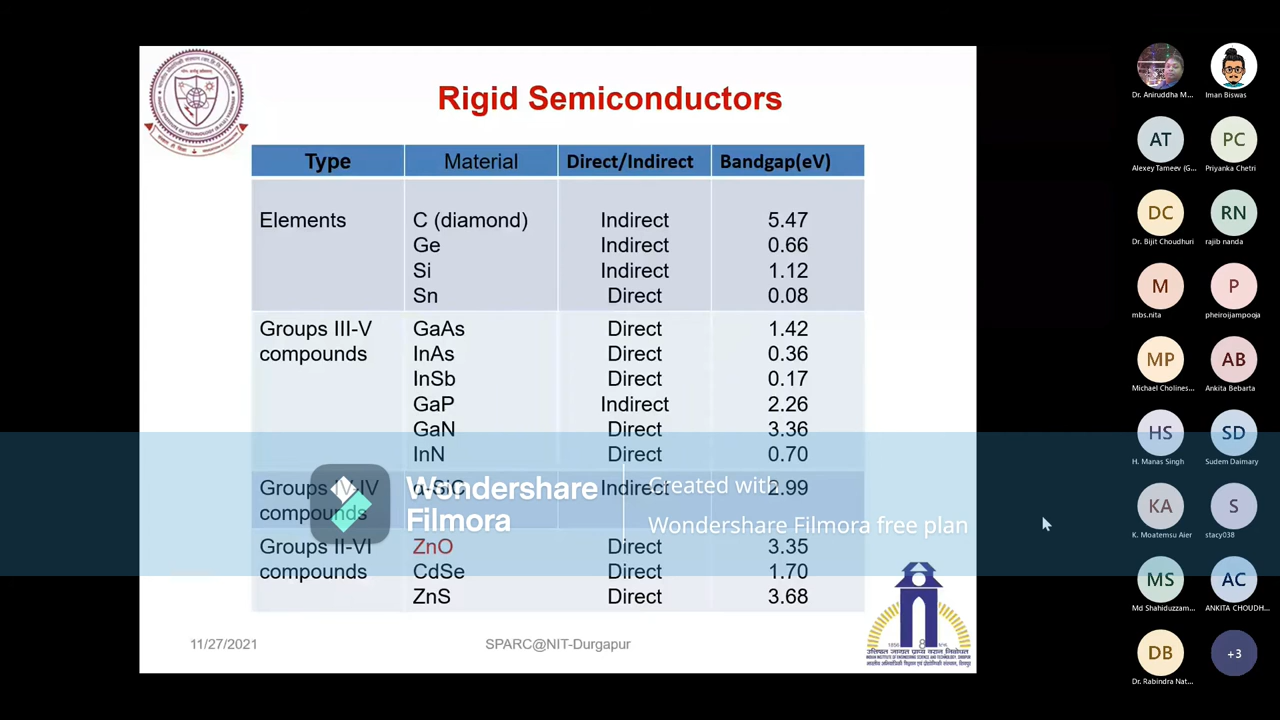 Rigid Semiconductors
Type Material Direct/Indirect Bandgap(eV)
Elements C (diamond) Indirect 5.47
Ge Indirect 0.66
Si Indirect 1.12
Sn Direct 0.08
Groups III-V GaAs Direct 1.42
compounds InAs Direct 0.36
InSb Direct 0.17
GaP Indirect 2.26
GaN Direct 3.36
InN Direct 0.70
Groups IV-IV α-SiC Indirect 2.99
compounds
Groups II-VI ZnO Direct 3.35
compounds CdSe Direct 1.70
ZnS Direct 3.68
Wondershare
Filmora
Created with
Wondershare Filmora free plan
11/27/2021 SPARC@NIT-Durgapur 8
Dr. Aniruddha M... Iman Biswas
AT PC
Alexey Tameev (G... Priyanka Chetri
DC RN
Dr. Bijit Choudhuri rajib nanda
M P
mbs.nita pheiroijampooja
MP AB
Michael Cholines... Ankita Bebarta
HS SD
H. Manas Singh Sudem Daimary
KA S
K. Moatemsu Aier stacy038
MS AC
Md Shahiduzzam... ANKITA CHOUDH...
DB +3
Dr. Rabindra Nat...